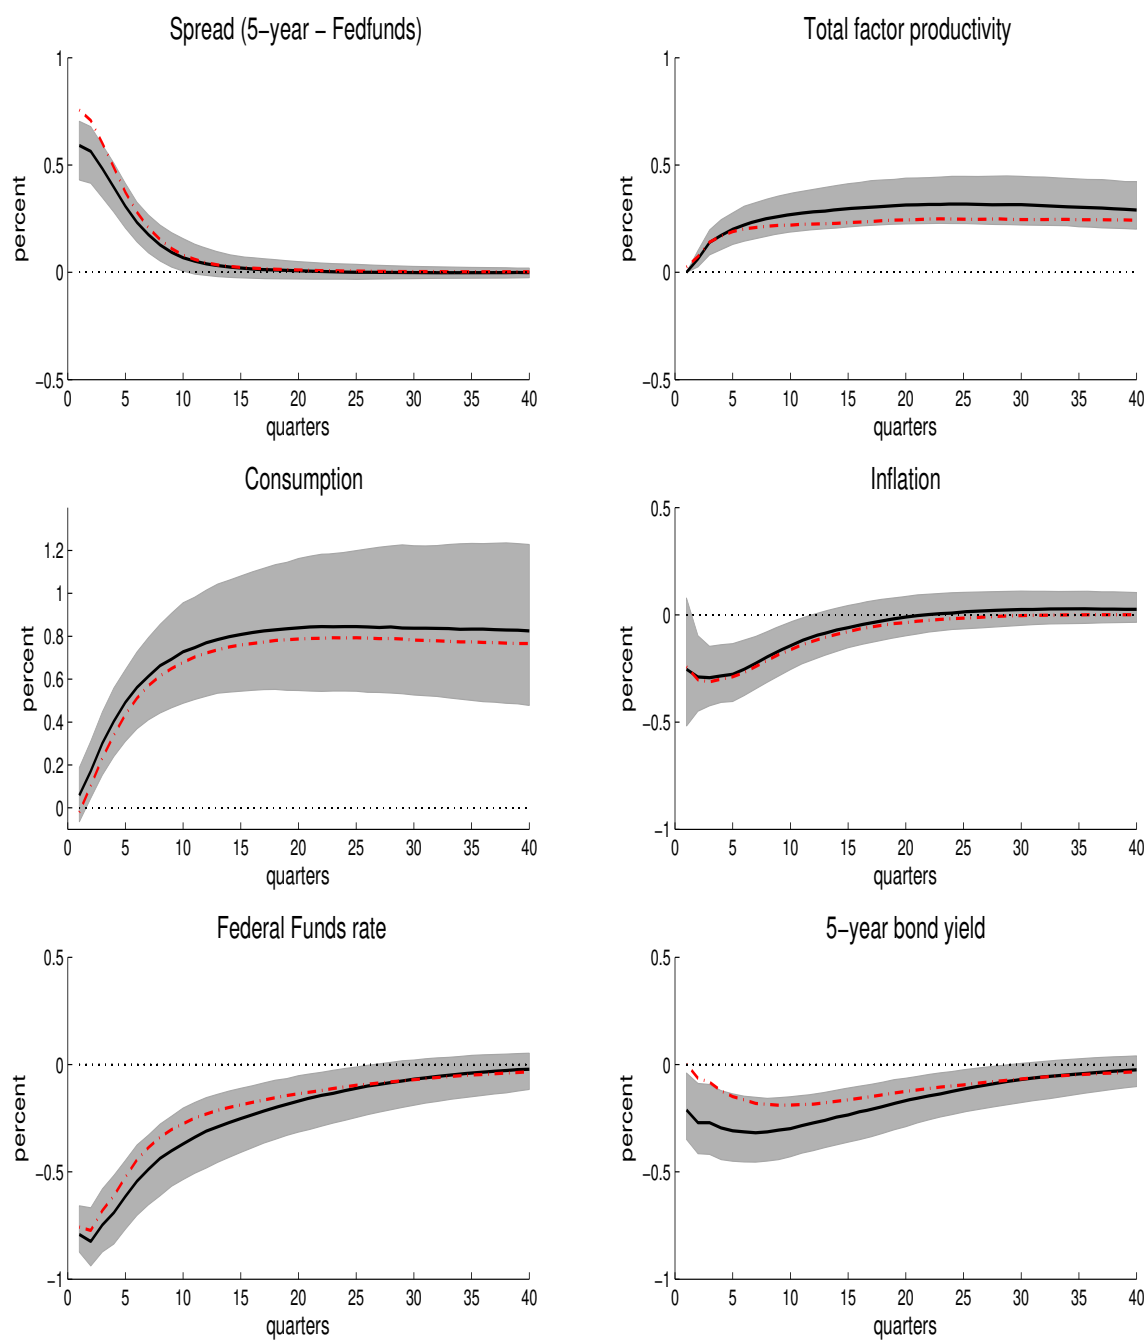 Spread (5−year − Fedfunds)
percent
1
0.5
0
−0.5
0 5 10 15 20 25 30 35 40
quarters
Total factor productivity
percent
1
0.5
0
−0.5
0 5 10 15 20 25 30 35 40
quarters
Consumption
percent
1.2
1
0.8
0.6
0.4
0.2
0
0 5 10 15 20 25 30 35 40
quarters
Inflation
percent
0.5
0
−0.5
−1
0 5 10 15 20 25 30 35 40
quarters
Federal Funds rate
percent
0.5
0
−0.5
−1
0 5 10 15 20 25 30 35 40
quarters
5−year bond yield
percent
0.5
0
−0.5
−1
0 5 10 15 20 25 30 35 40
quarters